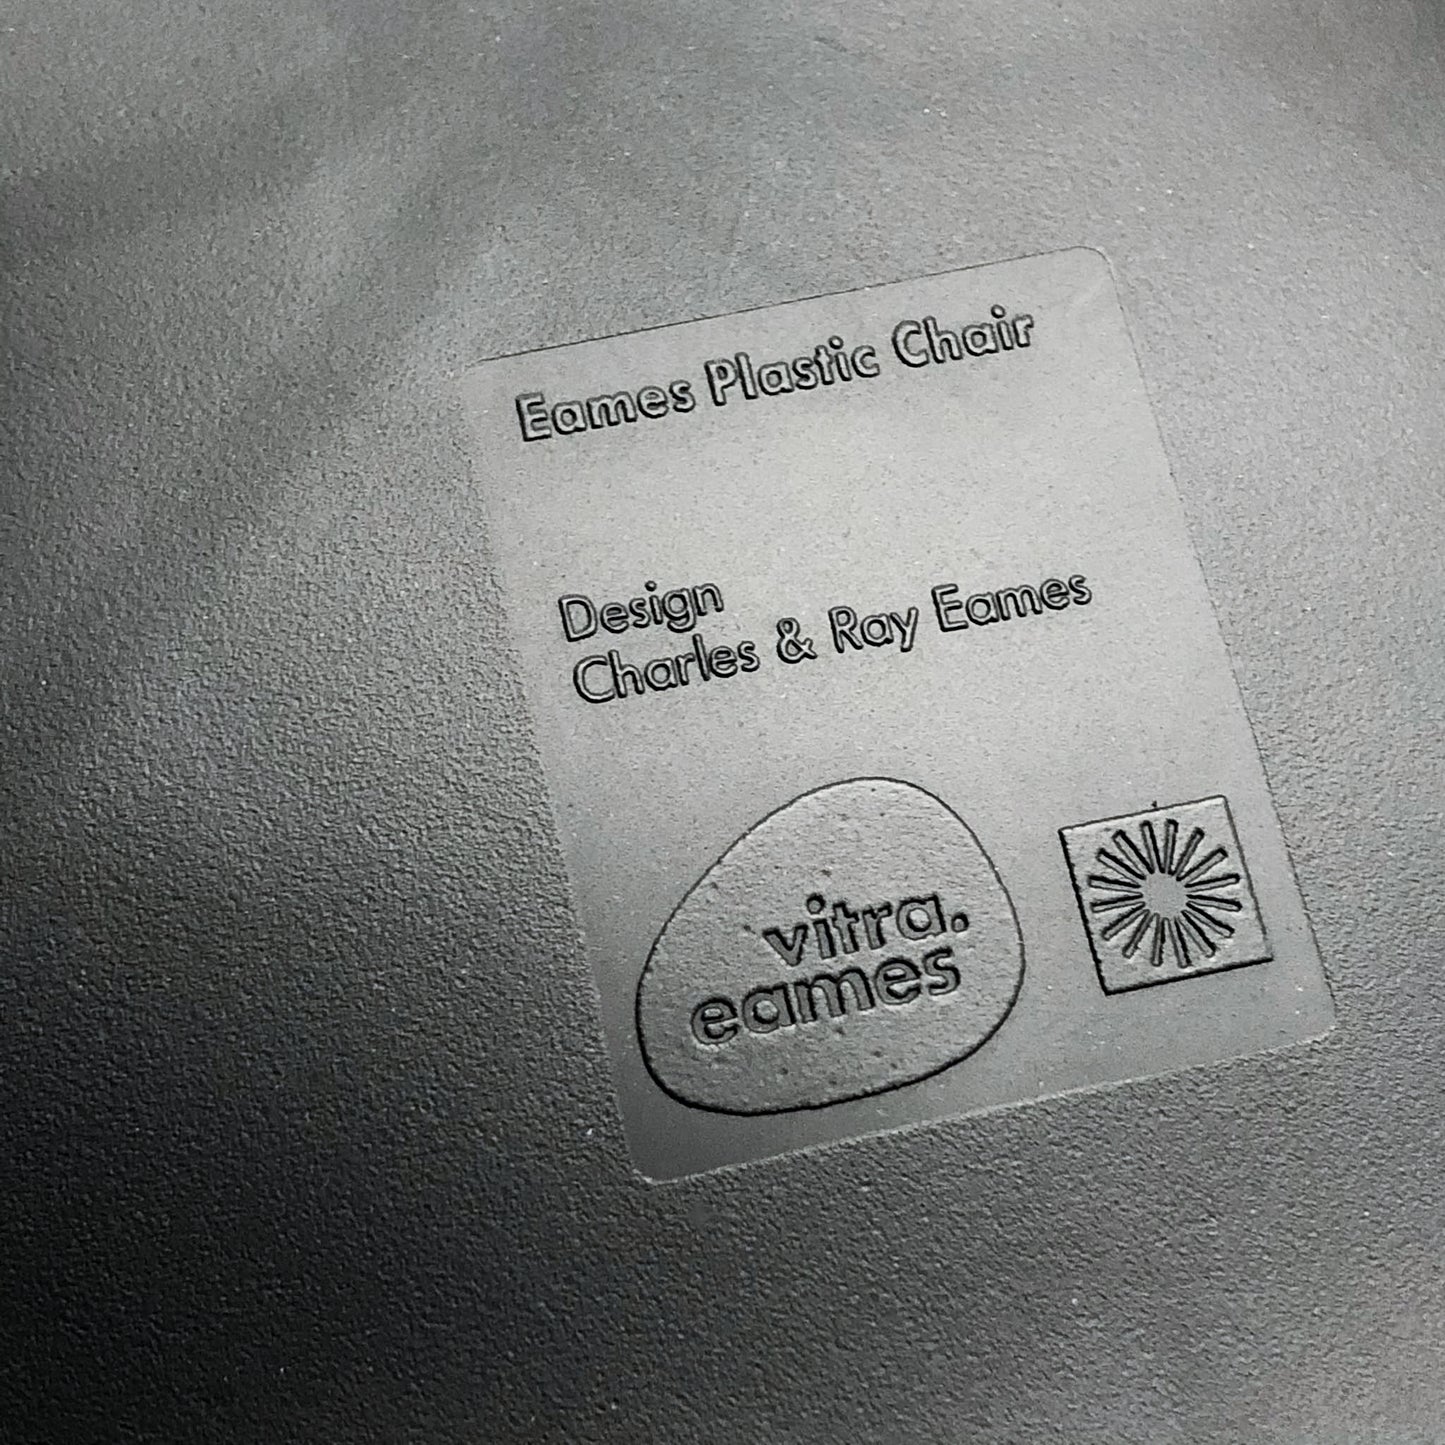 Eames Plastic Chair
Design
Charles & Ray Eames
vitra.
eames